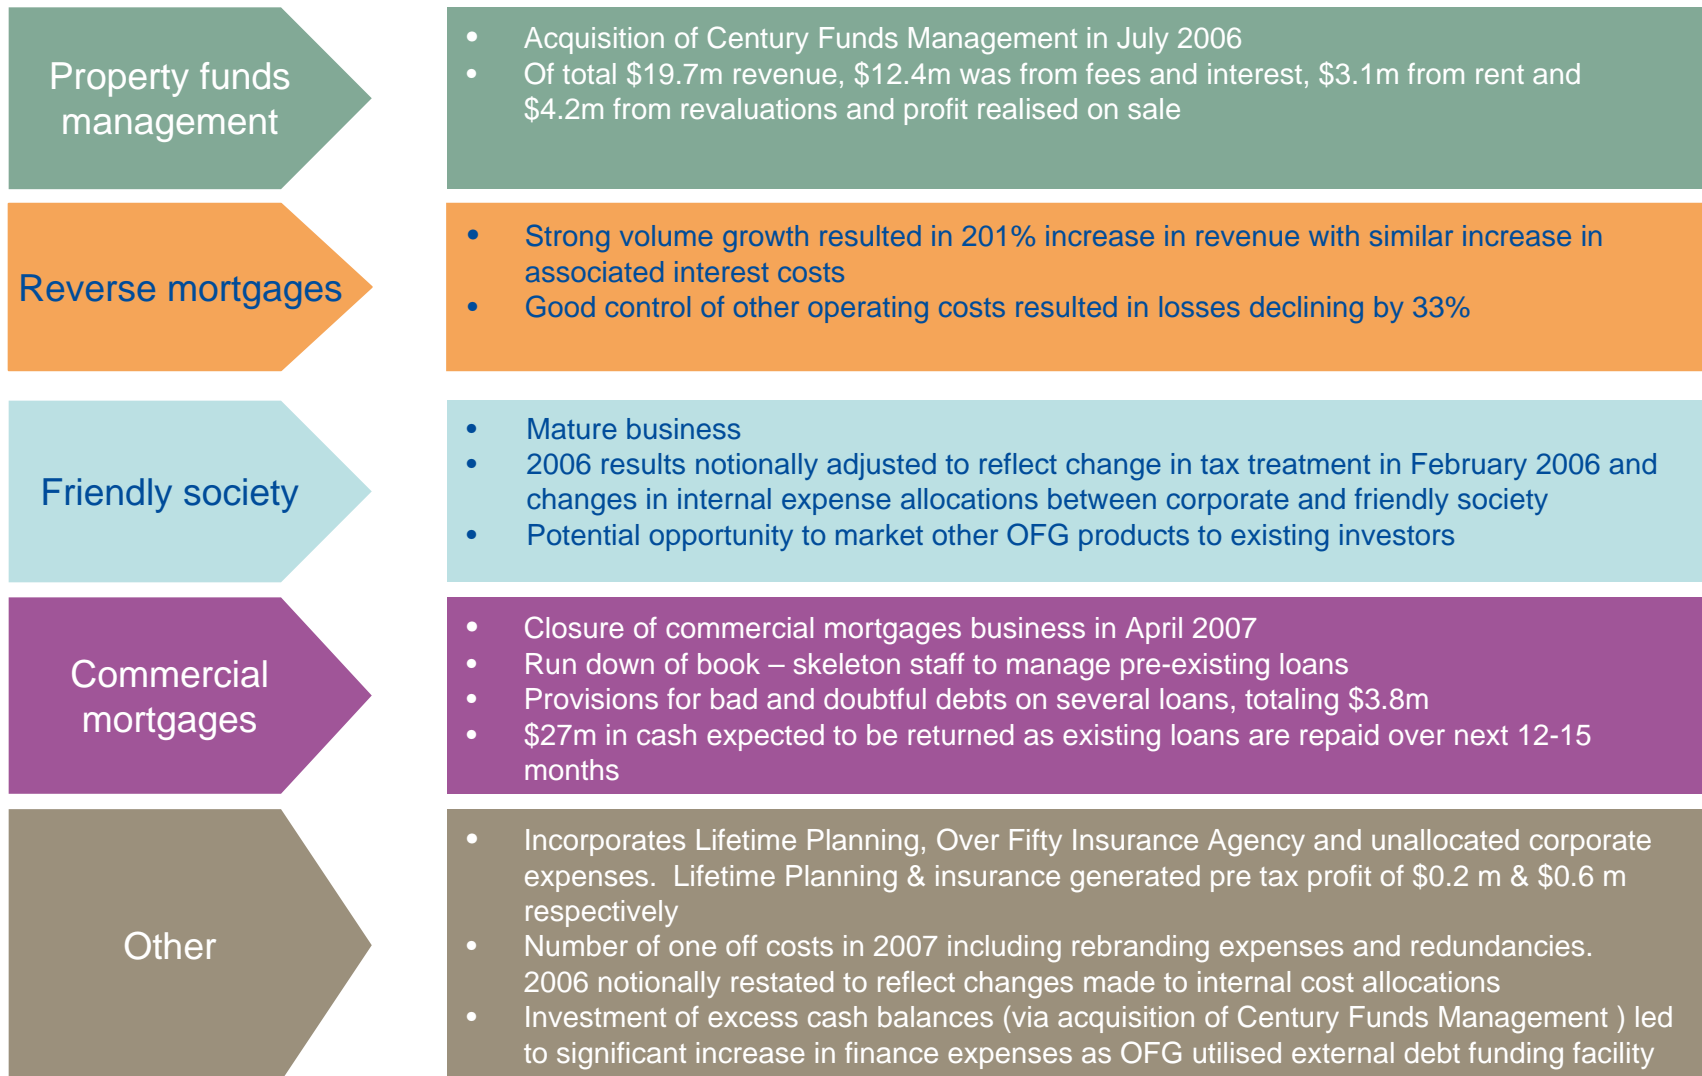 Property funds
management
• Acquisition of Century Funds Management in July 2006
• Of total $19.7m revenue, $12.4m was from fees and interest, $3.1m from rent and
$4.2m from revaluations and profit realised on sale
Reverse mortgages
• Strong volume growth resulted in 201% increase in revenue with similar increase in
associated interest costs
• Good control of other operating costs resulted in losses declining by 33%
Friendly society
• Mature business
• 2006 results notionally adjusted to reflect change in tax treatment in February 2006 and
changes in internal expense allocations between corporate and friendly society
• Potential opportunity to market other OFG products to existing investors
Commercial
mortgages
• Closure of commercial mortgages business in April 2007
• Run down of book – skeleton staff to manage pre-existing loans
• Provisions for bad and doubtful debts on several loans, totaling $3.8m
• $27m in cash expected to be returned as existing loans are repaid over next 12-15
months
Other
• Incorporates Lifetime Planning, Over Fifty Insurance Agency and unallocated corporate
expenses.  Lifetime Planning & insurance generated pre tax profit of $0.2 m & $0.6 m
respectively
• Number of one off costs in 2007 including rebranding expenses and redundancies.
2006 notionally restated to reflect changes made to internal cost allocations
• Investment of excess cash balances (via acquisition of Century Funds Management ) led
to significant increase in finance expenses as OFG utilised external debt funding facility